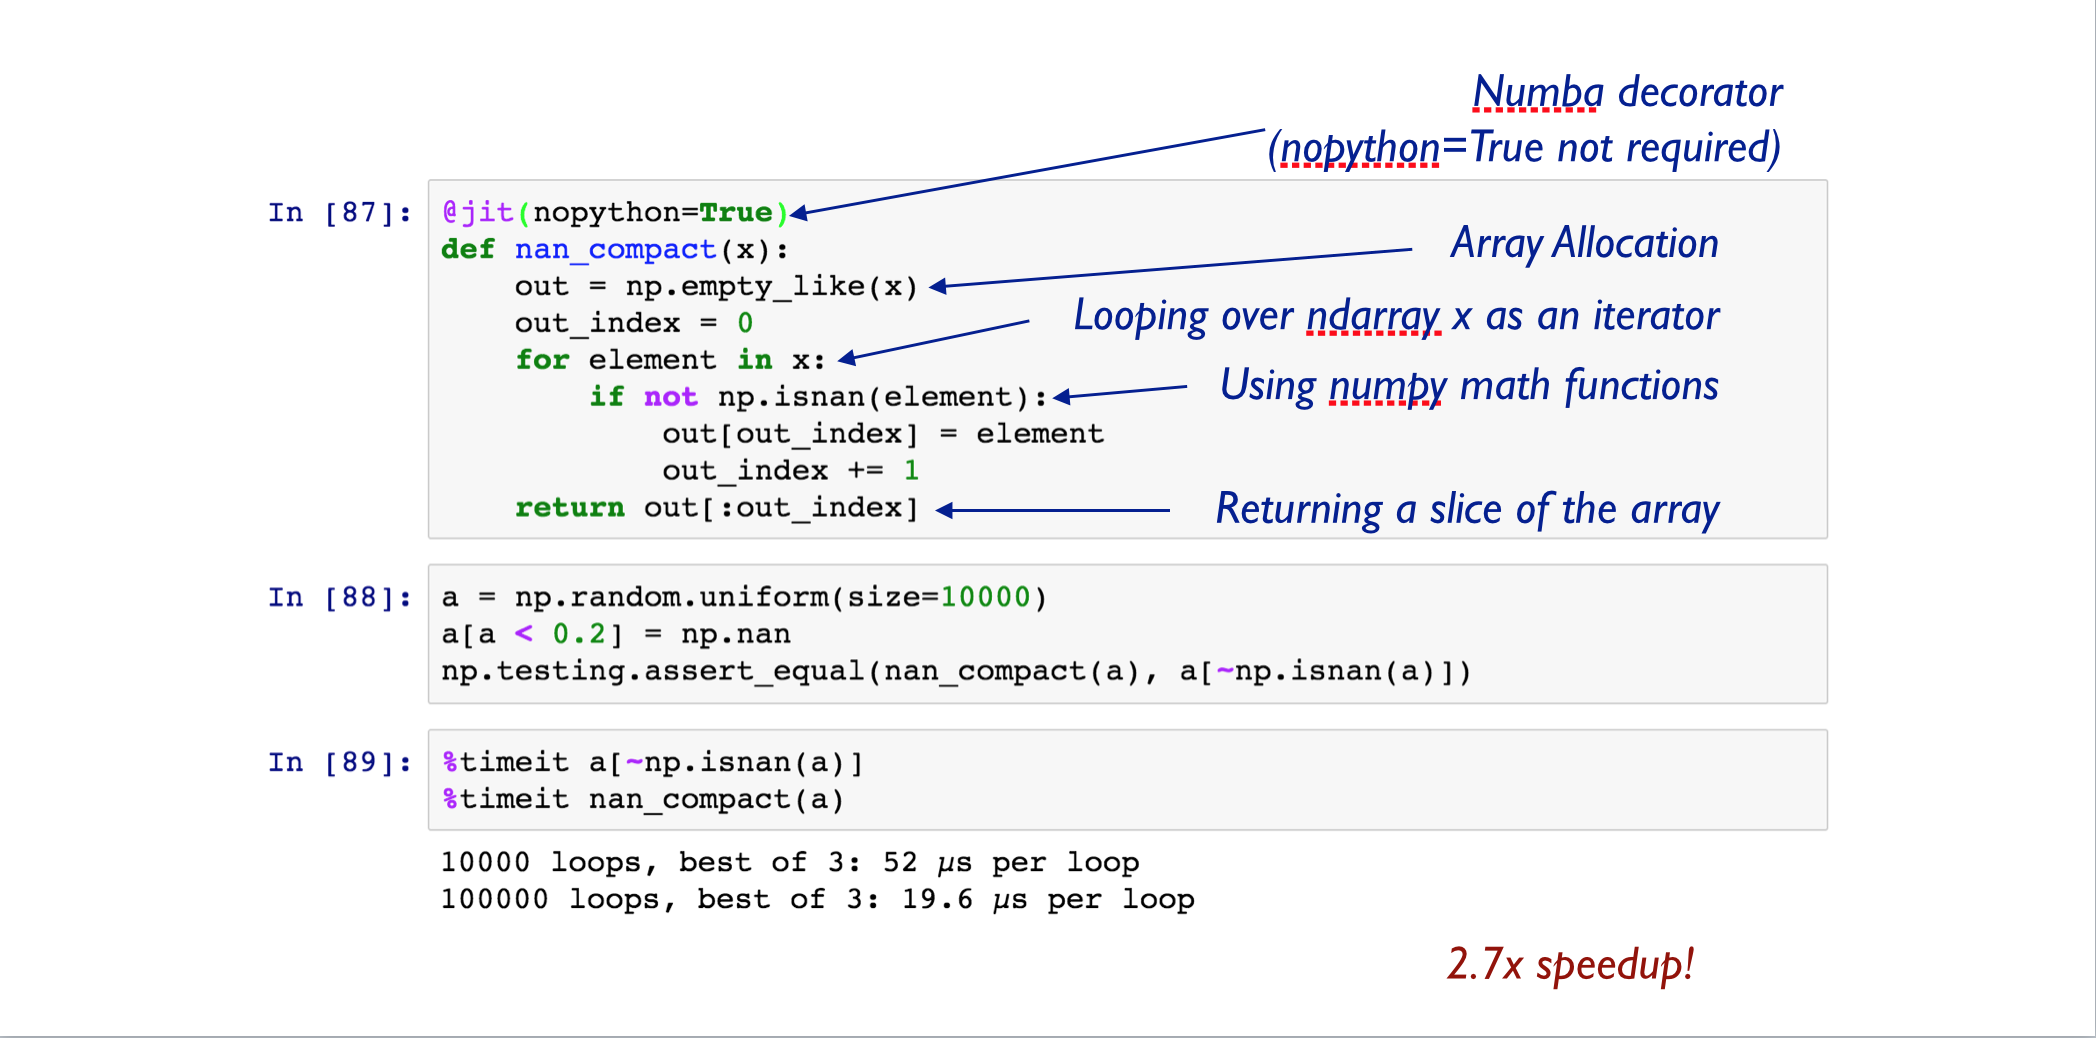 Numba decorator
(nopython=True not required)
In [87]: @jit(nopython=True)
def nan_compact(x):
Array Allocation
    out = np.empty_like(x)
Looping over ndarray x as an iterator
    out_index = 0
    for element in x:
Using numpy math functions
        if not np.isnan(element):
            out[out_index] = element
            out_index += 1
    return out[:out_index]
Returning a slice of the array
In [88]: a = np.random.uniform(size=10000)
a[a < 0.2] = np.nan
np.testing.assert_equal(nan_compact(a), a[~np.isnan(a)])
In [89]: %timeit a[~np.isnan(a)]
%timeit nan_compact(a)
10000 loops, best of 3: 52 µs per loop
100000 loops, best of 3: 19.6 µs per loop
2.7x speedup!